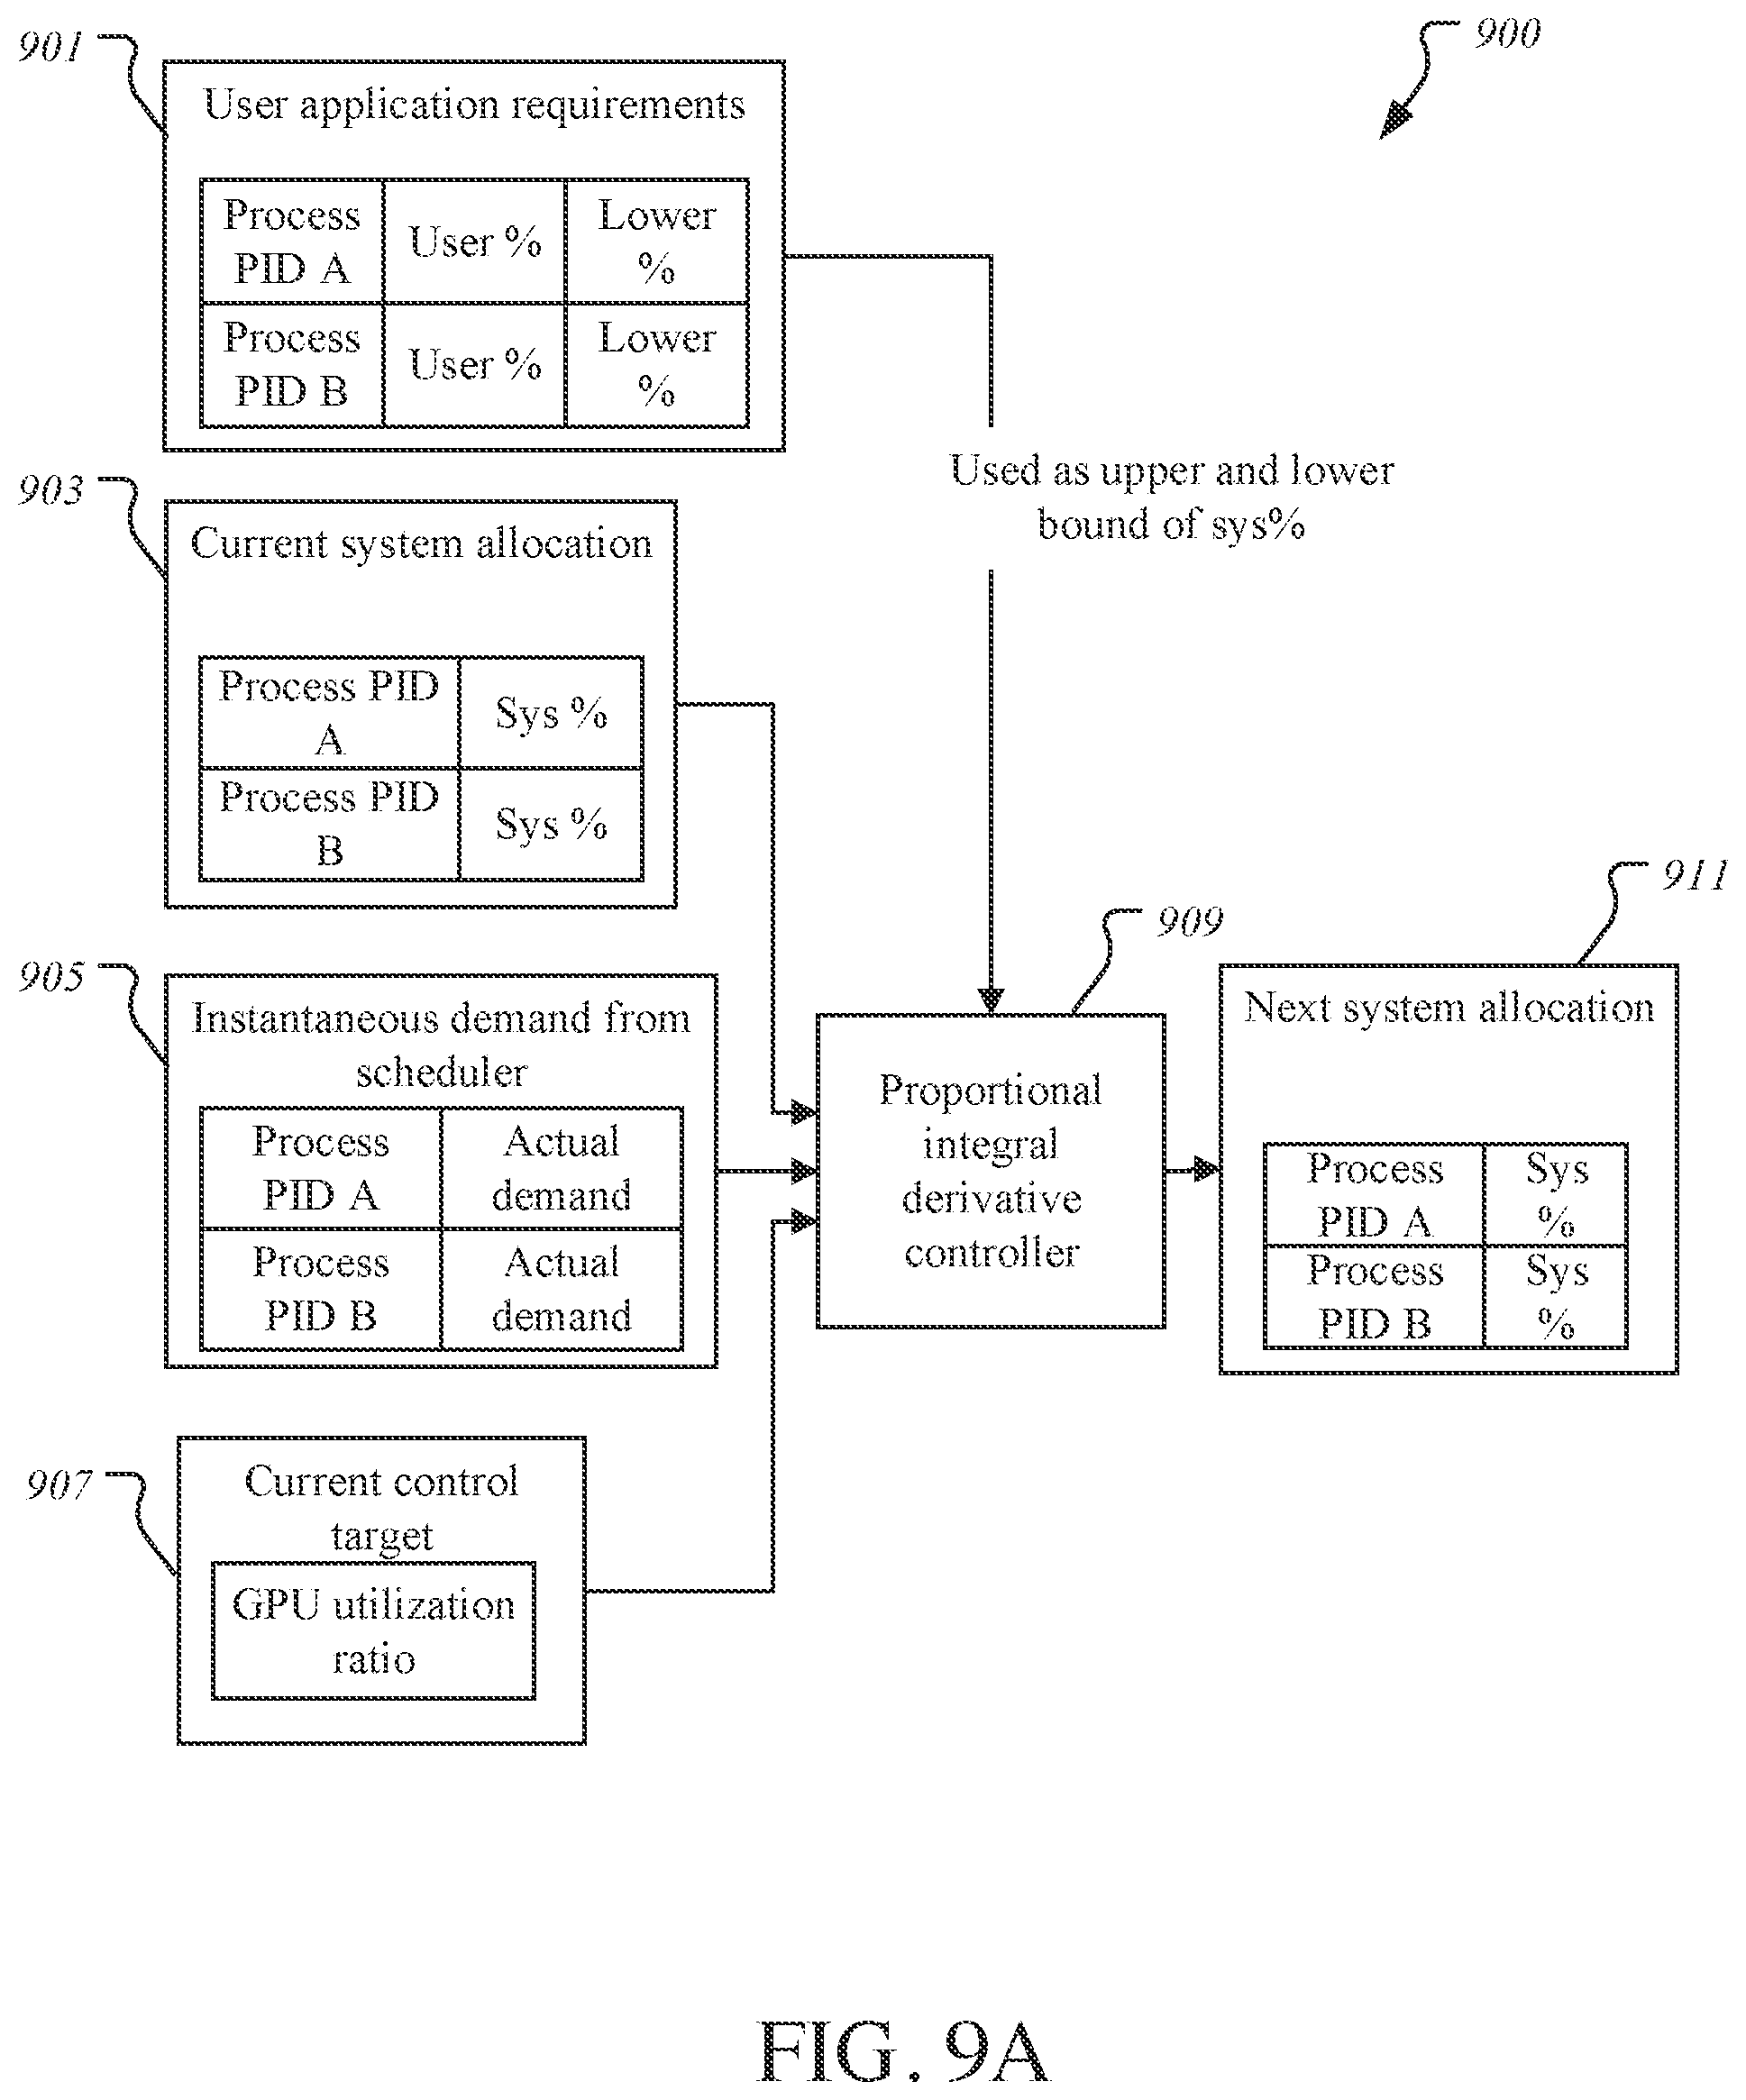 900
901
User application requirements
Process
PID A
User %
Lower
%
Process
PID B
User %
Lower
%
Used as upper and lower
bound of sys%
903
Current system allocation
Process PID
A
Sys %
Process PID
B
Sys %
905
Instantaneous demand from
scheduler
Process
PID A
Actual
demand
Process
PID B
Actual
demand
907
Current control
target
GPU utilization
ratio
909
Proportional
integral
derivative
controller
911
Next system allocation
Process
PID A
Sys
%
Process
PID B
Sys
%
FIG. 9A